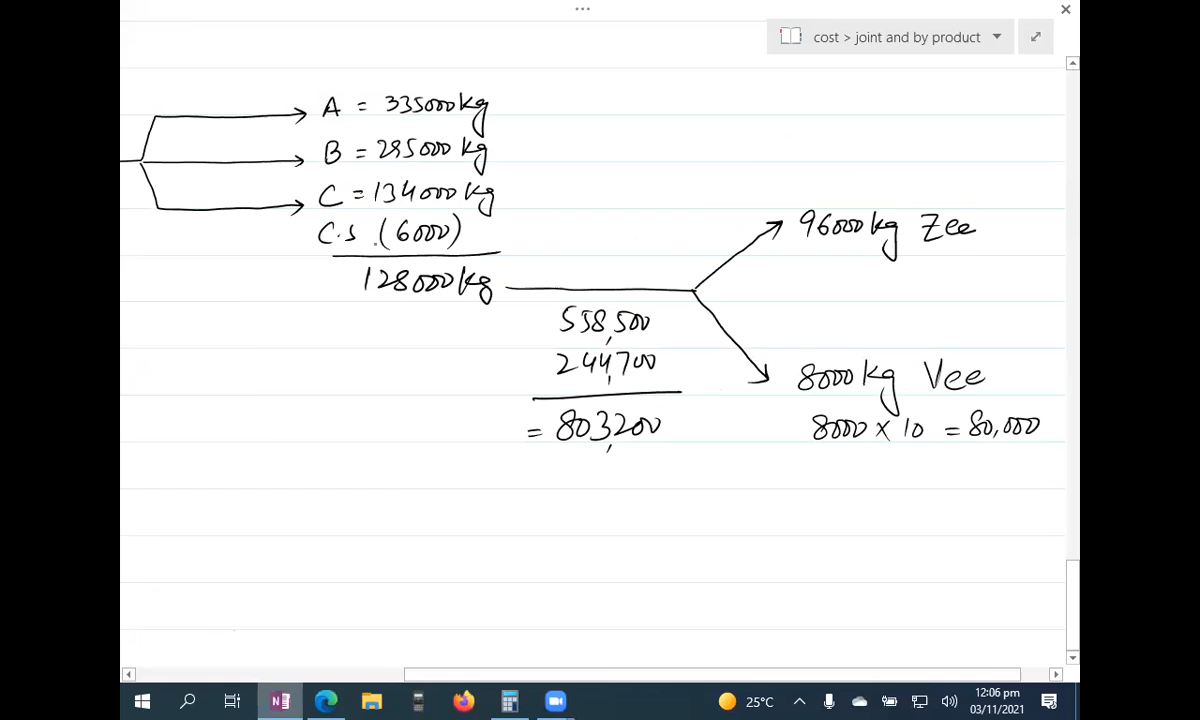 cost > joint and by product
A = 335000 kg
B = 295000 kg
C = 134000 kg
C.S (6000)
128000 kg
96000 kg Zee
558,500
244,700
= 803,200
8000 kg Vee
8000 × 10 = 80,000
25°C
12:06 pm
03/11/2021